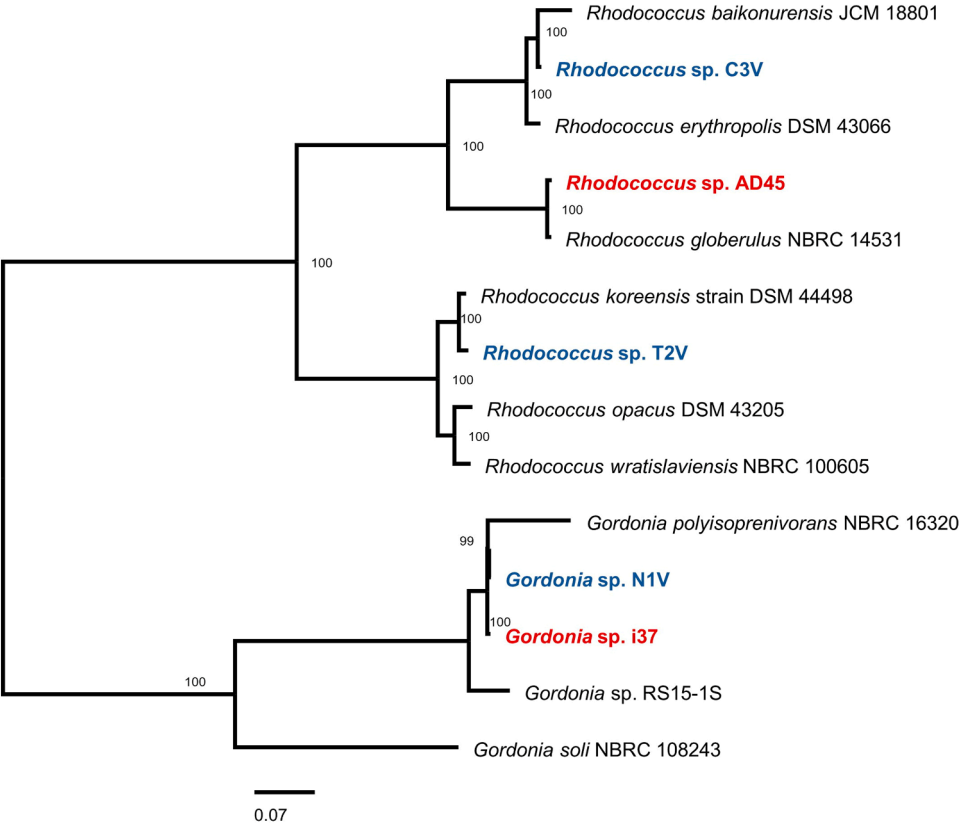 Rhodococcus baikonurensis JCM 18801
100
Rhodococcus sp. C3V
100
Rhodococcus erythropolis DSM 43066
100
Rhodococcus sp. AD45
100
Rhodococcus globerulus NBRC 14531
100
Rhodococcus koreensis strain DSM 44498
100
Rhodococcus sp. T2V
100
Rhodococcus opacus DSM 43205
100
Rhodococcus wratislaviensis NBRC 100605
Gordonia polyisoprenivorans NBRC 16320
99
Gordonia sp. N1V
100
Gordonia sp. i37
100
Gordonia sp. RS15-1S
Gordonia soli NBRC 108243
0.07